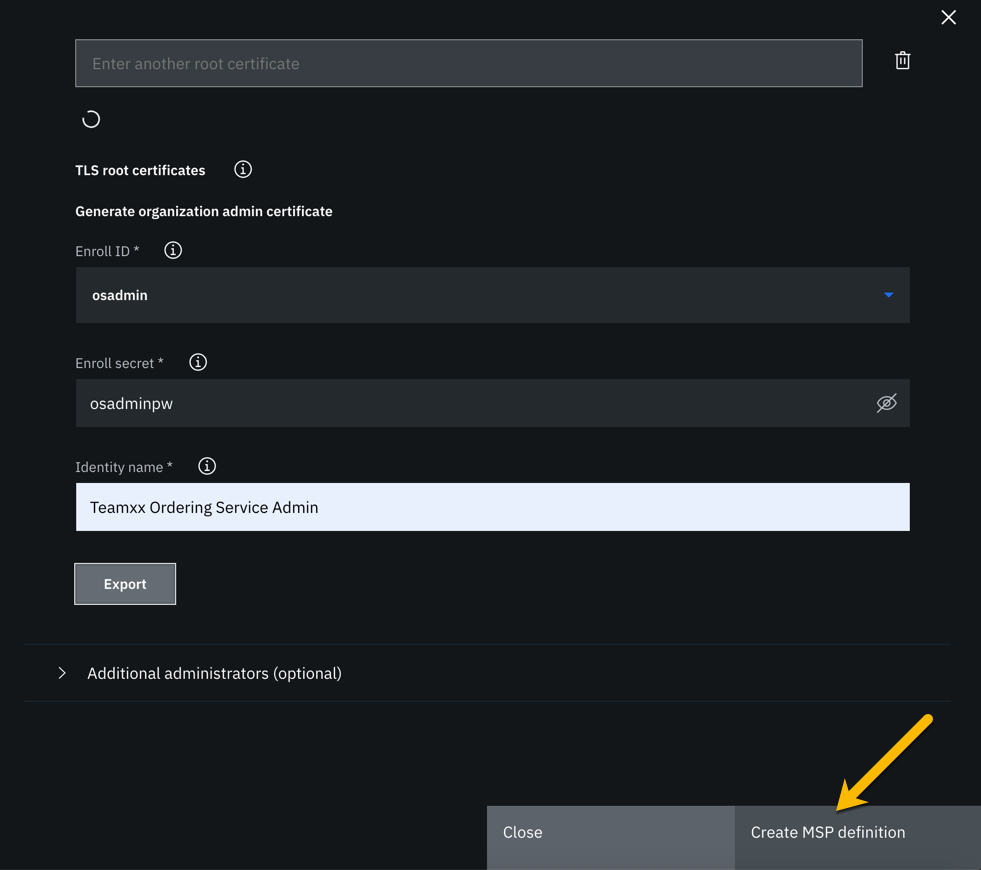 Enter another root certificate
TLS root certificates
Generate organization admin certificate
Enroll ID *
osadmin
Enroll secret *
osadminpw
Identity name *
Teamxx Ordering Service Admin
Export
Additional administrators (optional)
Close
Create MSP definition